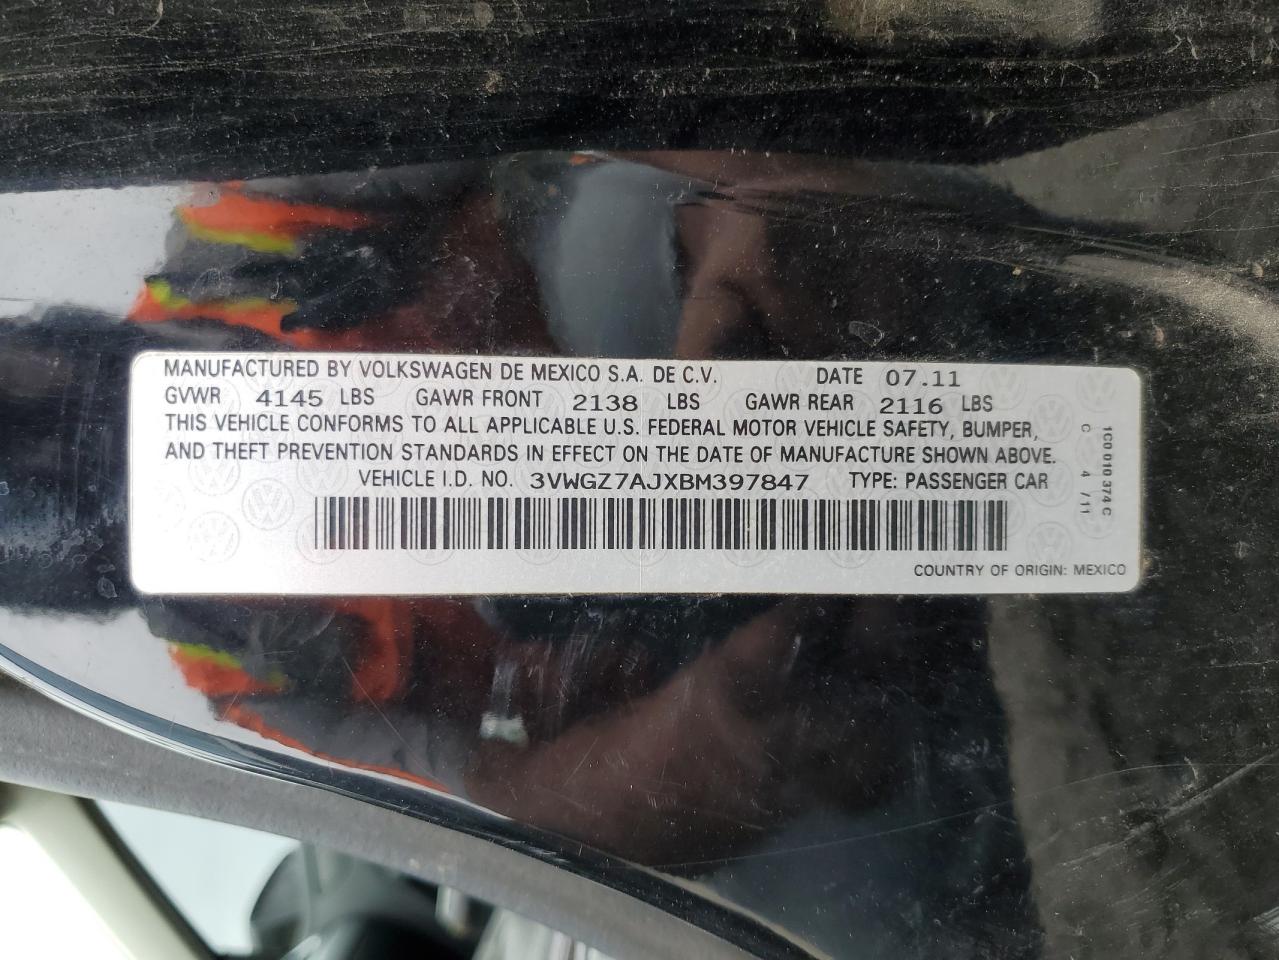 MANUFACTURED BY VOLKSWAGEN DE MEXICO S.A. DE C.V. DATE 07.11
GVWR 4145 LBS GAWR FRONT 2138 LBS GAWR REAR 2116 LBS
THIS VEHICLE CONFORMS TO ALL APPLICABLE U.S. FEDERAL MOTOR VEHICLE SAFETY, BUMPER,
AND THEFT PREVENTION STANDARDS IN EFFECT ON THE DATE OF MANUFACTURE SHOWN ABOVE.
VEHICLE I.D. NO. 3VWGZ7AJXBM397847 TYPE: PASSENGER CAR
COUNTRY OF ORIGIN: MEXICO
1C0 010 374 C
C 4 /11